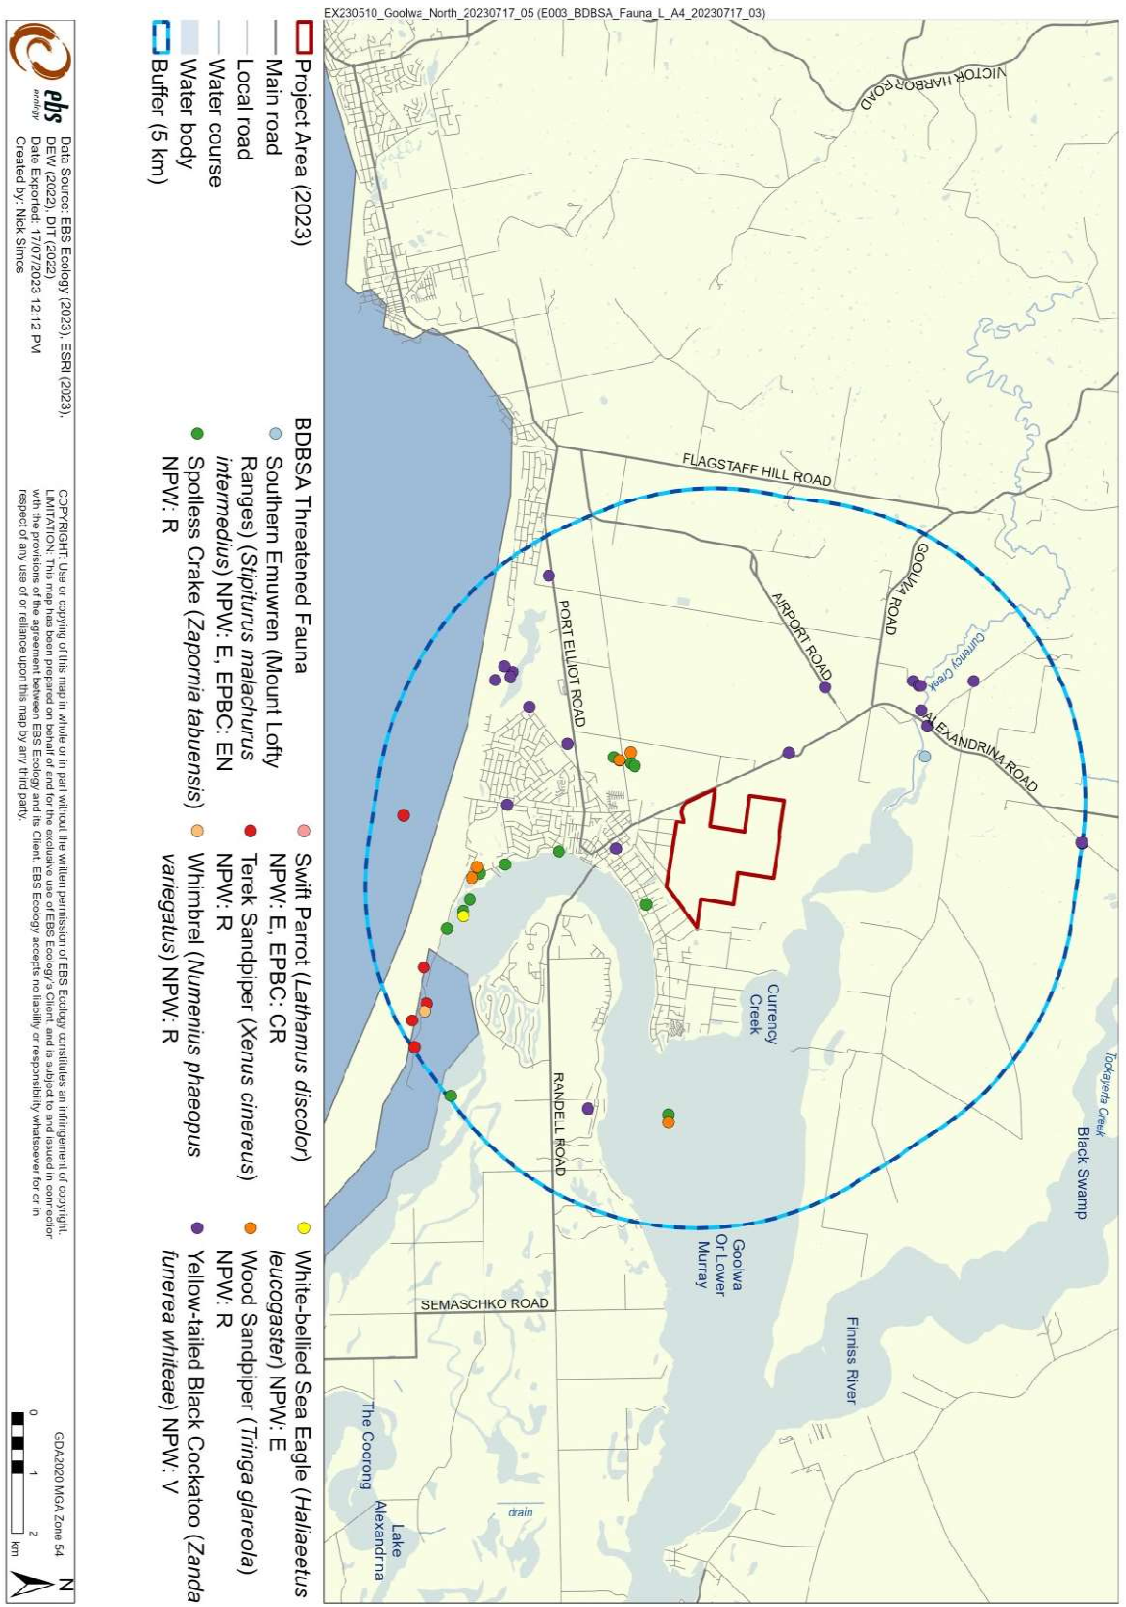 EX230510_Goolwa_North_20230717_05 (E003_BDBSA_Fauna_L_A4_20230717_03)
VICTOR HARBOR ROAD
FLAGSTAFF HILL ROAD
GOOLWA ROAD
AIRPORT ROAD
PORT ELLIOT ROAD
Currency Creek
ALEXANDRINA ROAD
Currency
Creek
RANDELL ROAD
Tookayerta Creek
Black Swamp
Goolwa
Or Lower
Murray
SEMASCHKO ROAD
Finniss River
The Coorong
drain
Lake
Alexandrina
Project Area (2023)
Main road
Local road
Water course
Water body
Buffer (5 km)
BDBSA Threatened Fauna
Southern Emuwren (Mount Lofty
Ranges) (Stipiturus malachurus
intermedius) NPW: E, EPBC: EN
Spotless Crake (Zapornia tabuensis)
NPW: R
Swift Parrot (Lathamus discolor)
NPW: E, EPBC: CR
Terek Sandpiper (Xenus cinereus)
NPW: R
Whimbrel (Numenius phaeopus
variegatus) NPW: R
White-bellied Sea Eagle (Haliaeetus
leucogaster) NPW: E
Wood Sandpiper (Tringa glareola)
NPW: R
Yellow-tailed Black Cockatoo (Zanda
funerea whiteae) NPW: V
ebs
ecology
Data Source: EBS Ecology (2023), ESRI (2023),
DEW (2022), DIT (2022)
Date Exported: 17/07/2023 12:12 PM
Created by: Nick Simos
COPYRIGHT: Use or copying of this map in whole or in part without the written permission of EBS Ecology constitutes an infringement of copyright.
LIMITATION: This map has been prepared on behalf of and for the exclusive use of EBS Ecology's Client and is subject to and issued in connection
with the provisions of the agreement between EBS Ecology and its Client. EBS Ecology accepts no liability or responsibility whatsoever for or in
respect of any use of or reliance upon this map by any third party.
GDA2020 MGA Zone 54
0 1 2
km
N